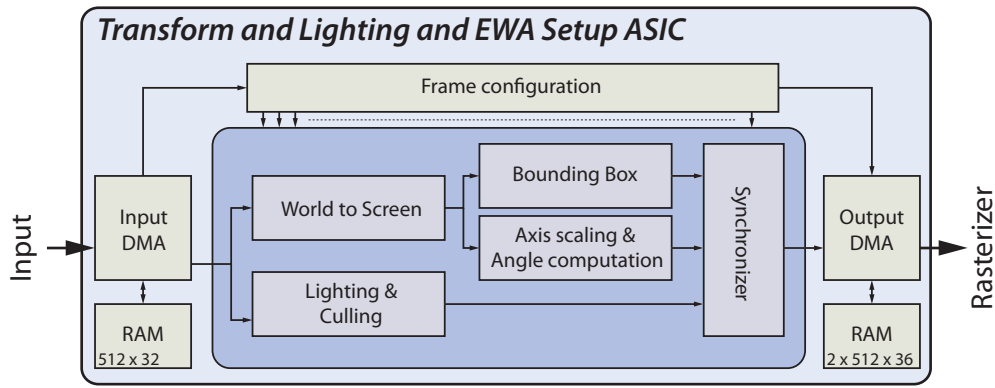 Transform and Lighting and EWA Setup ASIC
Frame configuration
Input
Input
DMA
RAM
512 x 32
World to Screen
Lighting &
Culling
Bounding Box
Axis scaling &
Angle computation
Synchronizer
Output
DMA
RAM
2 x 512 x 36
Rasterizer